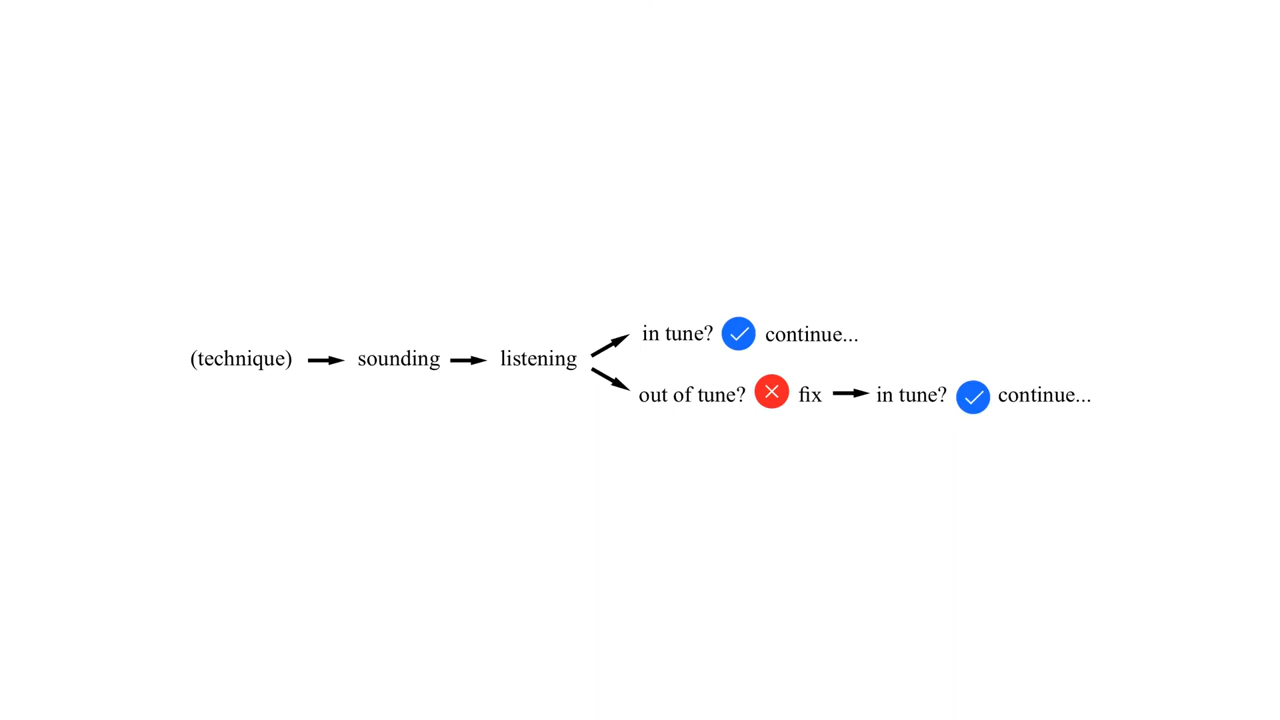 (technique) sounding listening
in tune? continue...
out of tune? fix in tune? continue...